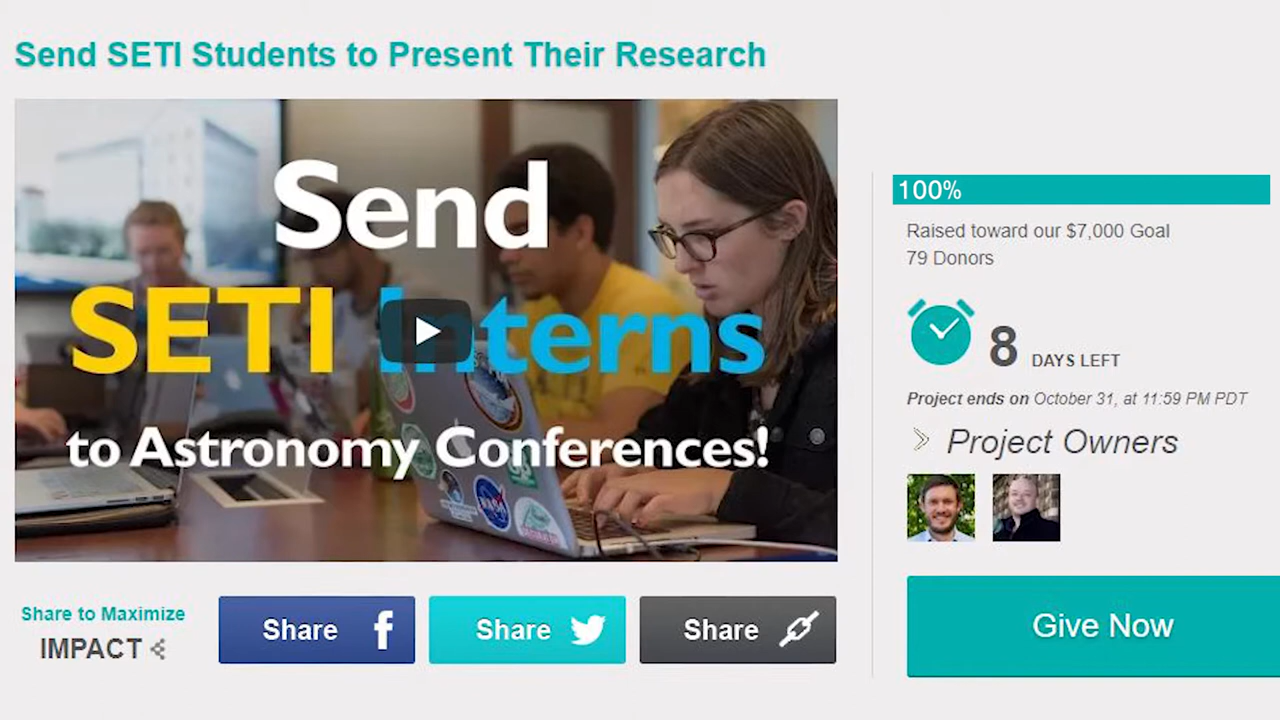 Send SETI Students to Present Their Research
Send
SETI Interns
to Astronomy Conferences!
NASA
100%
Raised toward our $7,000 Goal
79 Donors
8 DAYS LEFT
Project ends on October 31, at 11:59 PM PDT
Project Owners
Give Now
Share to Maximize
IMPACT
Share
Share
Share